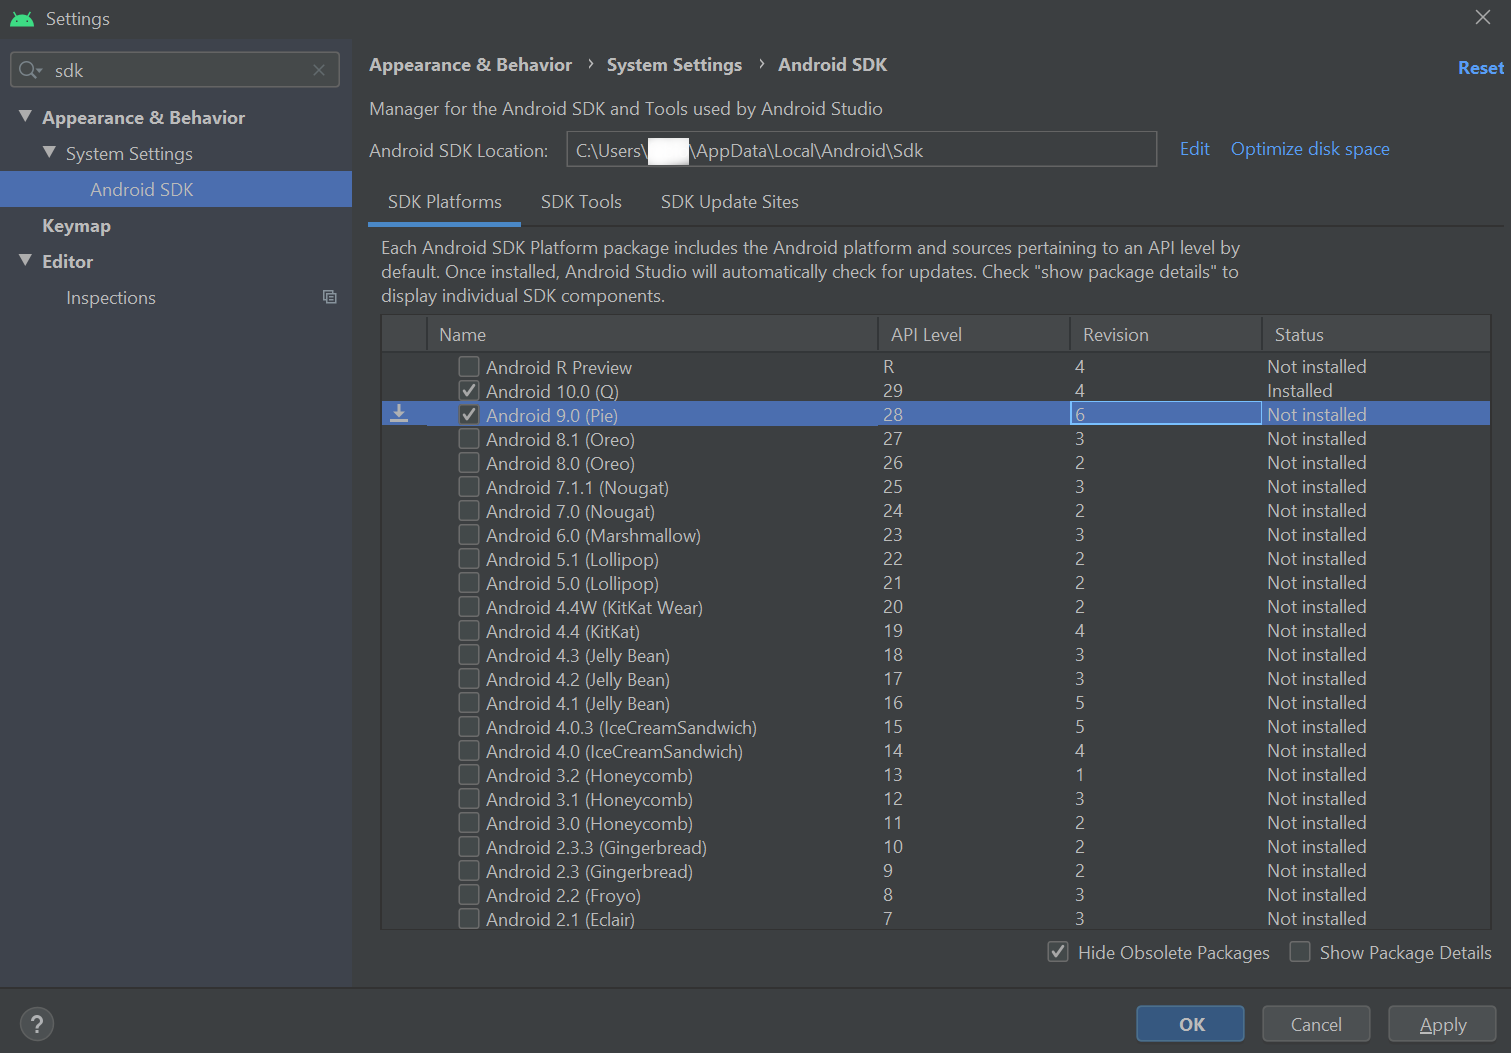 Settings
sdk
Appearance & Behavior
System Settings
Android SDK
Keymap
Editor
Inspections
Appearance & Behavior › System Settings › Android SDK
Reset
Manager for the Android SDK and Tools used by Android Studio
Android SDK Location: C:\Users\ \AppData\Local\Android\Sdk Edit Optimize disk space
SDK Platforms SDK Tools SDK Update Sites
Each Android SDK Platform package includes the Android platform and sources pertaining to an API level by
default. Once installed, Android Studio will automatically check for updates. Check "show package details" to
display individual SDK components.
Name API Level Revision Status
Android R Preview R 4 Not installed
Android 10.0 (Q) 29 4 Installed
Android 9.0 (Pie) 28 6 Not installed
Android 8.1 (Oreo) 27 3 Not installed
Android 8.0 (Oreo) 26 2 Not installed
Android 7.1.1 (Nougat) 25 3 Not installed
Android 7.0 (Nougat) 24 2 Not installed
Android 6.0 (Marshmallow) 23 3 Not installed
Android 5.1 (Lollipop) 22 2 Not installed
Android 5.0 (Lollipop) 21 2 Not installed
Android 4.4W (KitKat Wear) 20 2 Not installed
Android 4.4 (KitKat) 19 4 Not installed
Android 4.3 (Jelly Bean) 18 3 Not installed
Android 4.2 (Jelly Bean) 17 3 Not installed
Android 4.1 (Jelly Bean) 16 5 Not installed
Android 4.0.3 (IceCreamSandwich) 15 5 Not installed
Android 4.0 (IceCreamSandwich) 14 4 Not installed
Android 3.2 (Honeycomb) 13 1 Not installed
Android 3.1 (Honeycomb) 12 3 Not installed
Android 3.0 (Honeycomb) 11 2 Not installed
Android 2.3.3 (Gingerbread) 10 2 Not installed
Android 2.3 (Gingerbread) 9 2 Not installed
Android 2.2 (Froyo) 8 3 Not installed
Android 2.1 (Eclair) 7 3 Not installed
Hide Obsolete Packages Show Package Details
? OK Cancel Apply